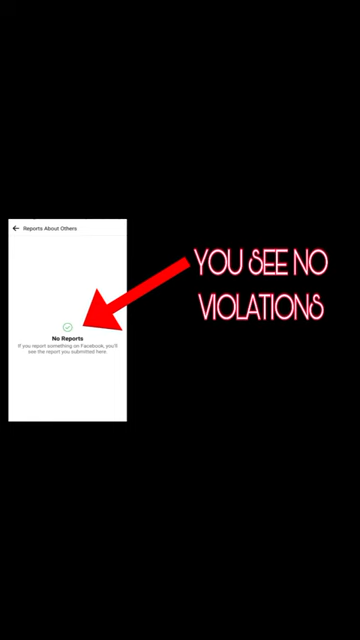 Reports About Others
YOU SEE NO
VIOLATIONS
No Reports
If you report something on Facebook, you'll
see the report you submitted here